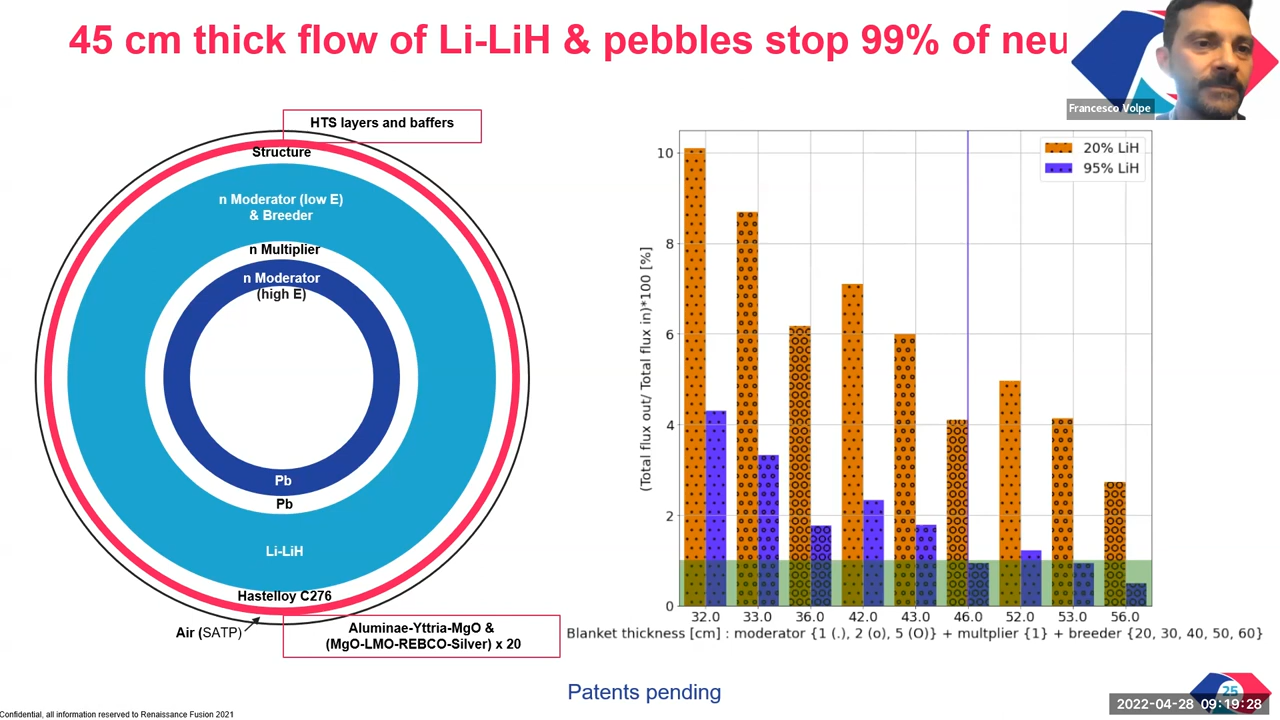 45 cm thick flow of Li-LiH & pebbles stop 99% of neu
Francesco Volpe
HTS layers and baffers
Structure
n Moderator (low E)
& Breeder
n Multiplier
n Moderator
(high E)
Pb
Pb
Li-LiH
Hastelloy C276
Air (SATP)
Aluminae-Yttria-MgO &
(MgO-LMO-REBCO-Silver) x 20
20% LiH
95% LiH
(Total flux out/ Total flux in)*100 [%]
10
8
6
4
2
0
32.0 33.0 36.0 42.0 43.0 46.0 52.0 53.0 56.0
Blanket thickness [cm] : moderator {1 (.), 2 (o), 5 (O)} + multplier {1} + breeder {20, 30, 40, 50, 60}
Patents pending
25
2022-04-28 09:19:28
Confidential, all information reserved to Renaissance Fusion 2021